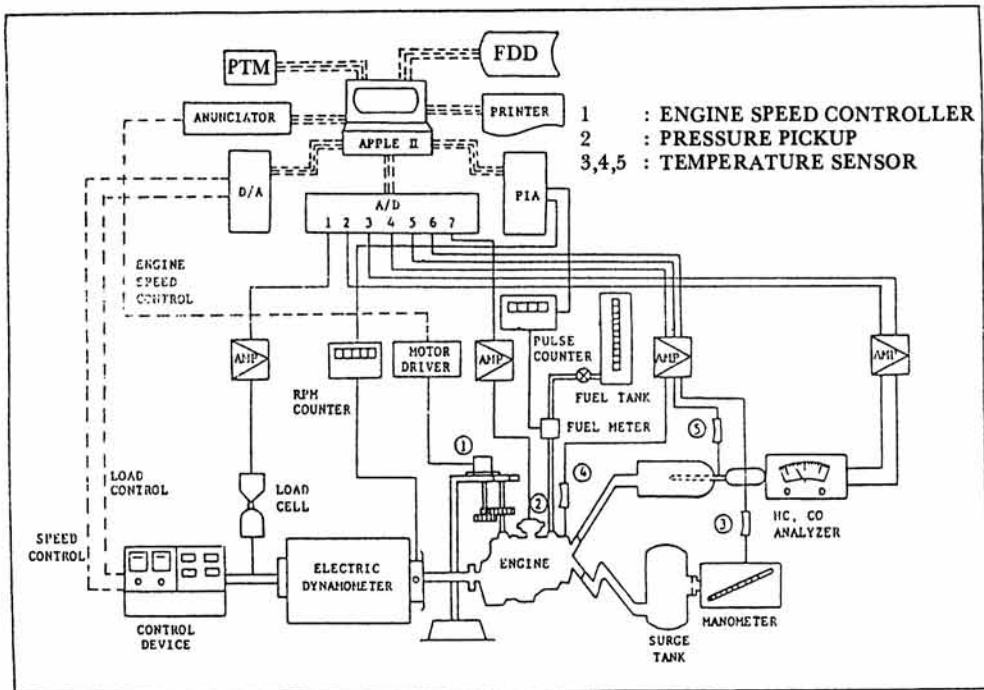 PTM
FDD
ANUNCIATOR
PRINTER
APPLE II
1 : ENGINE SPEED CONTROLLER
2 : PRESSURE PICKUP
3,4,5 : TEMPERATURE SENSOR
D/A
A/D
1 2 3 4 5 6 7
PIA
ENGINE
SPEED
CONTROL
AMP
RPM
COUNTER
MOTOR
DRIVER
AMP
PULSE
COUNTER
FUEL TANK
AMP
AMP
FUEL METER
①
②
④
⑤
③
LOAD
CONTROL
LOAD
CELL
SPEED
CONTROL
HC, CO
ANALYZER
ELECTRIC
DYNAMOMETER
ENGINE
CONTROL
DEVICE
SURGE
TANK
MANOMETER